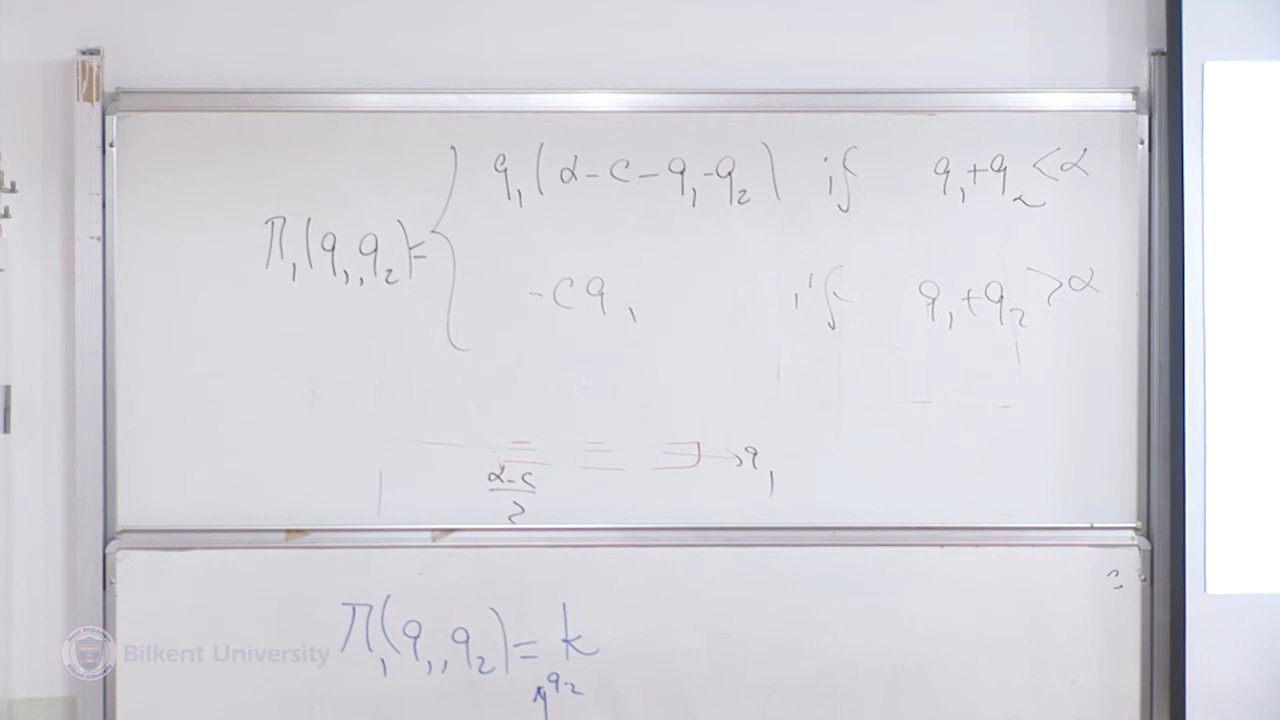 π₁(q₁,q₂)= { q₁(α-c-q₁-q₂) if q₁+q₂<α
-cq₁ if q₁+q₂>α
→q₁
α-c
2
π₁(q₁,q₂)=k
q₂
Bilkent University